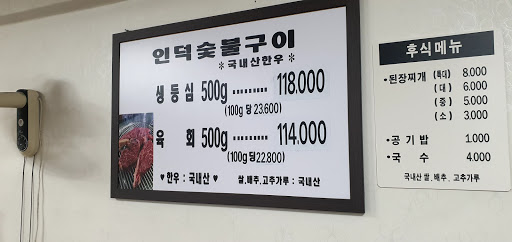 인덕숯불구이
*국내산한우*
생등심 500g ········· 118.000
(100g 당 23.600)
육 회 500g ········· 114.000
(100g 당22.800)
♥한우 : 국내산♥ 쌀,배추,고추가루 : 국내산
후식메뉴
•된장찌개 (특대) 8.000
(대) 6.000
(중) 5.000
(소) 3.000
•공기밥 1.000
•국 수 4.000
국내산 쌀, 배추, 고추가루